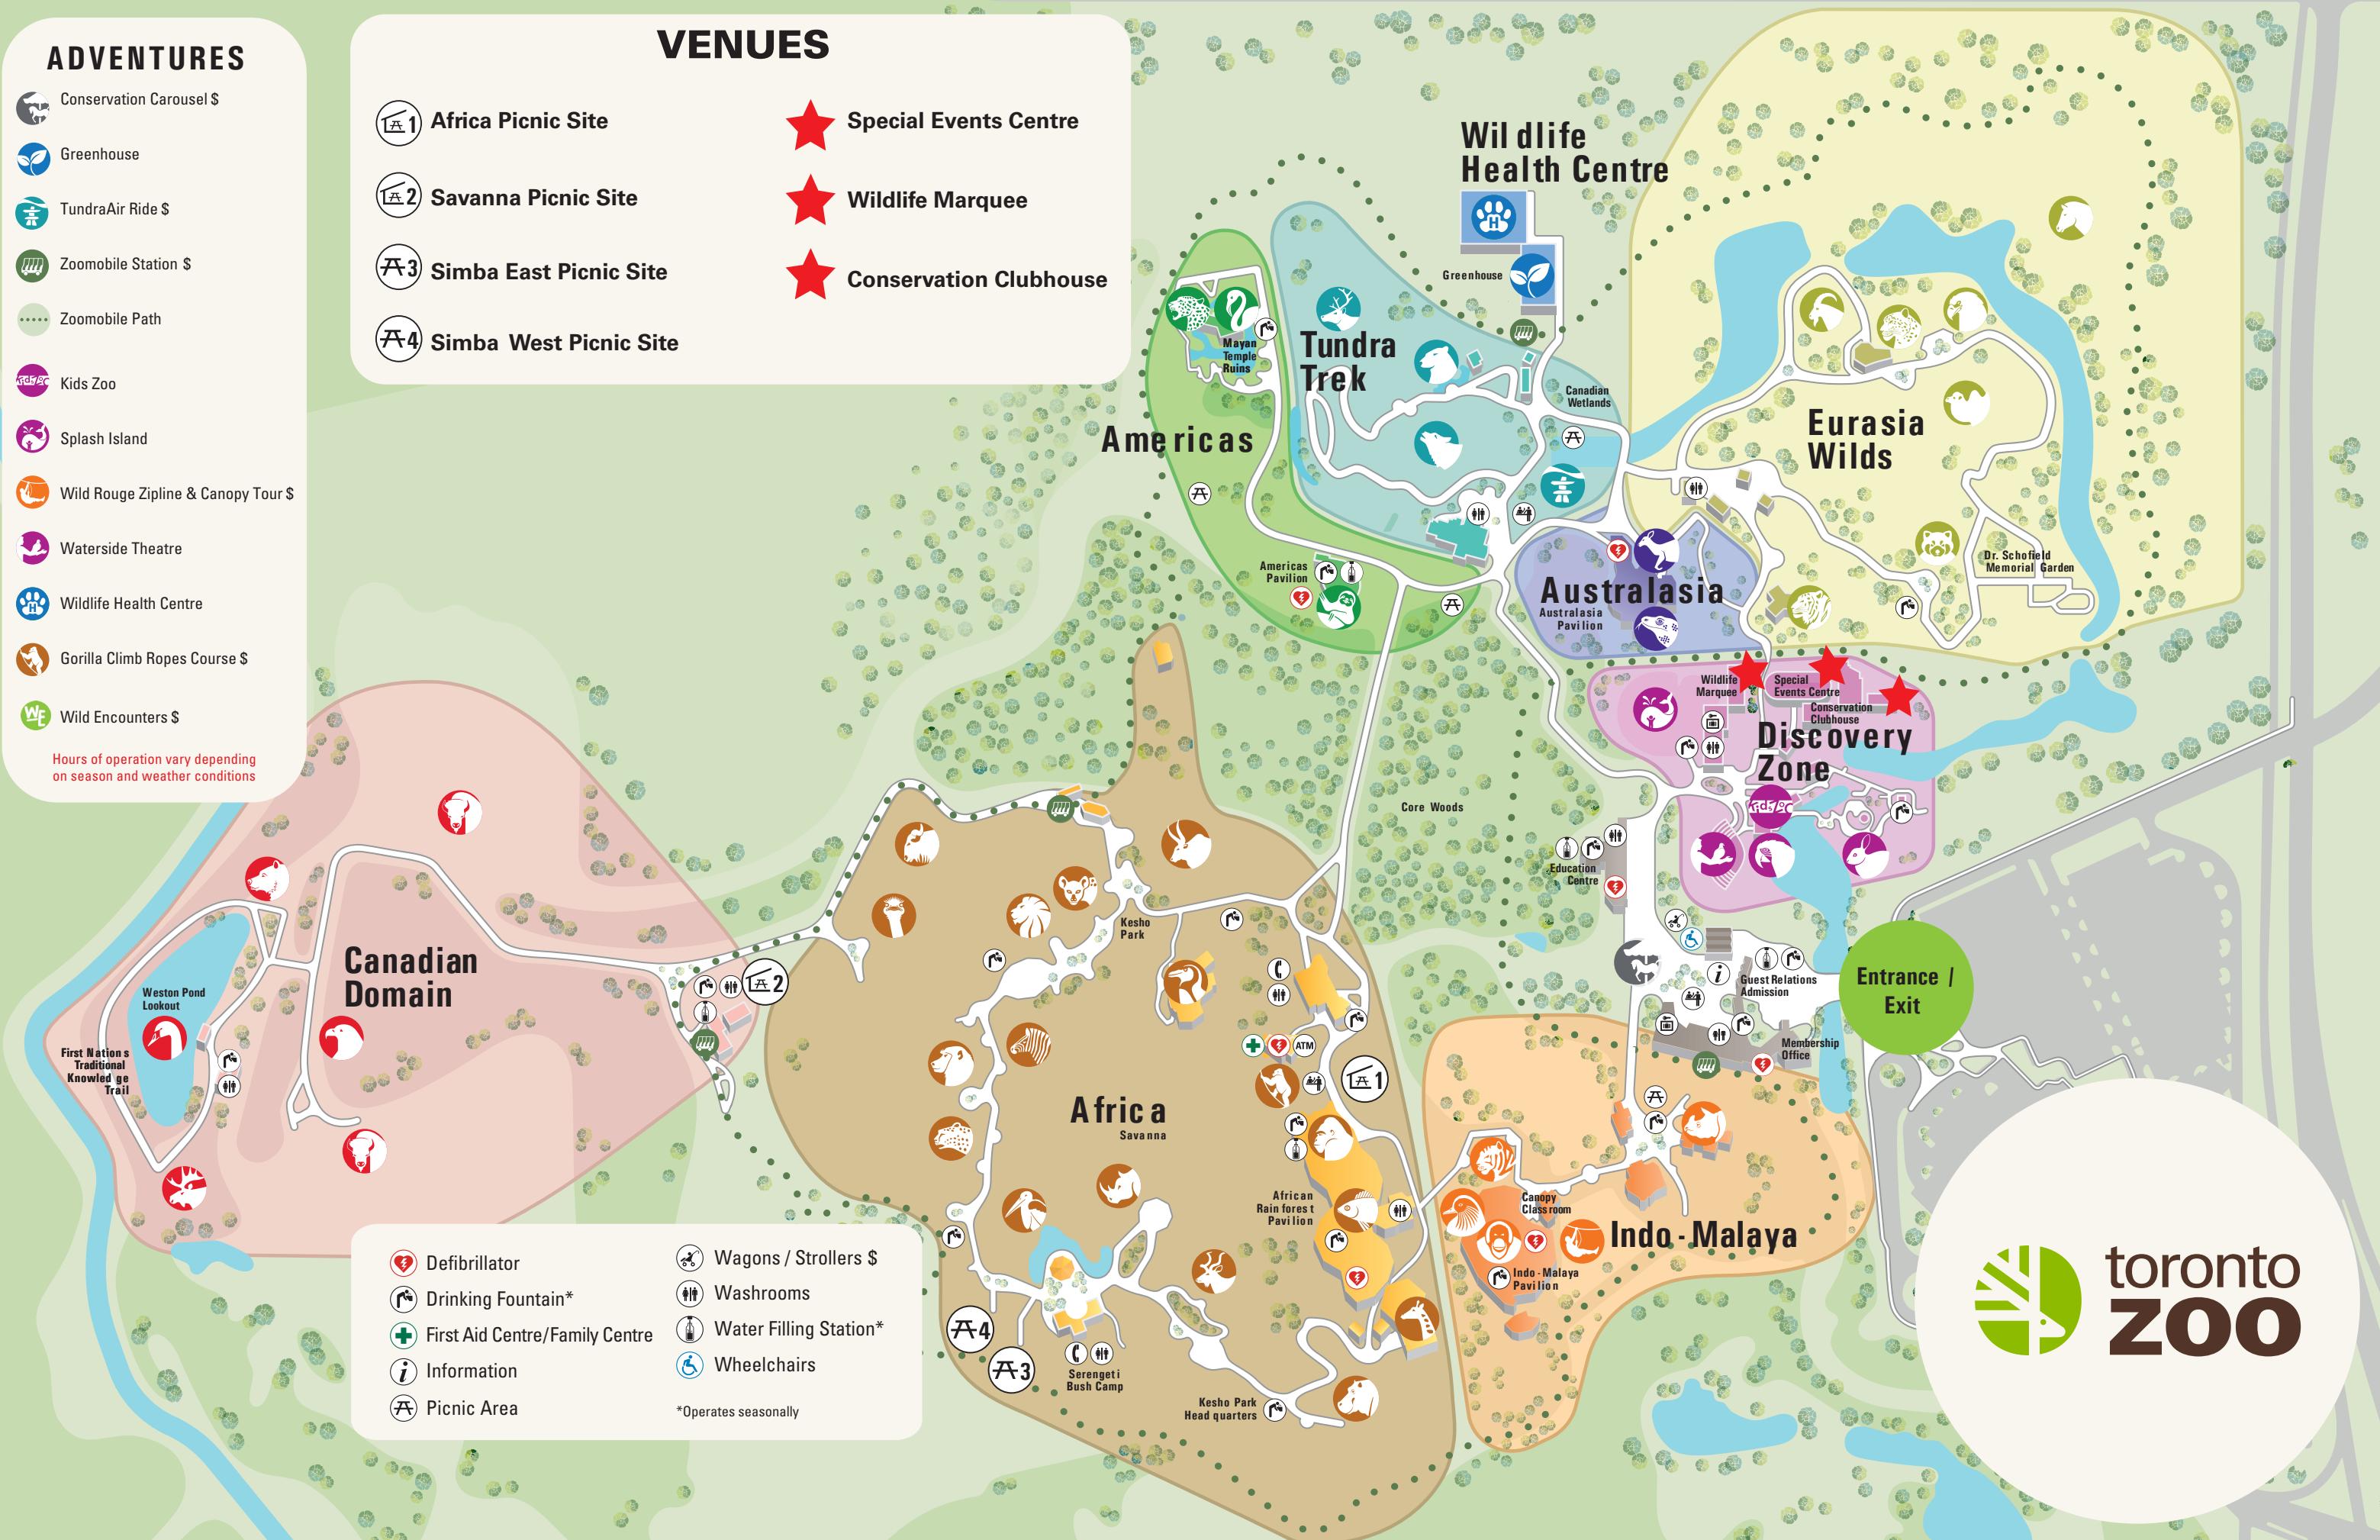 ADVENTURES
Conservation Carousel $
Greenhouse
TundraAir Ride $
Zoomobile Station $
Zoomobile Path
Kids Zoo
Splash Island
Wild Rouge Zipline & Canopy Tour $
Waterside Theatre
Wildlife Health Centre
Gorilla Climb Ropes Course $
WE
Wild Encounters $
Hours of operation vary depending
on season and weather conditions
VENUES
1 Africa Picnic Site
2 Savanna Picnic Site
3 Simba East Picnic Site
4 Simba West Picnic Site
Special Events Centre
Wildlife Marquee
Conservation Clubhouse
Wildlife
Health Centre
H
Greenhouse
Mayan
Temple
Ruins
Tundra
Trek
Canadian
Wetlands
Americas
Eurasia
Wilds
Dr. Schofield
Memorial Garden
Americas
Pavilion
Australasia
Australasia
Pavilion
Wildlife
Marquee
Special
Events Centre
Conservation
Clubhouse
Discovery
Zone
Kids Zoo
Core Woods
Education
Centre
Kesho
Park
Canadian
Domain
2
Weston Pond
Lookout
First Nations
Traditional
Knowledge
Trail
Guest Relations
Admission
Entrance /
Exit
Membership
Office
ATM
1
Africa
Savanna
African
Rainforest
Pavilion
Canopy
Classroom
Indo-Malaya
Indo-Malaya
Pavilion
4
3
Serengeti
Bush Camp
Kesho Park
Headquarters
Defibrillator
Drinking Fountain*
First Aid Centre/Family Centre
Information
Picnic Area
Wagons / Strollers $
Washrooms
Water Filling Station*
Wheelchairs
*Operates seasonally
toronto
zoo